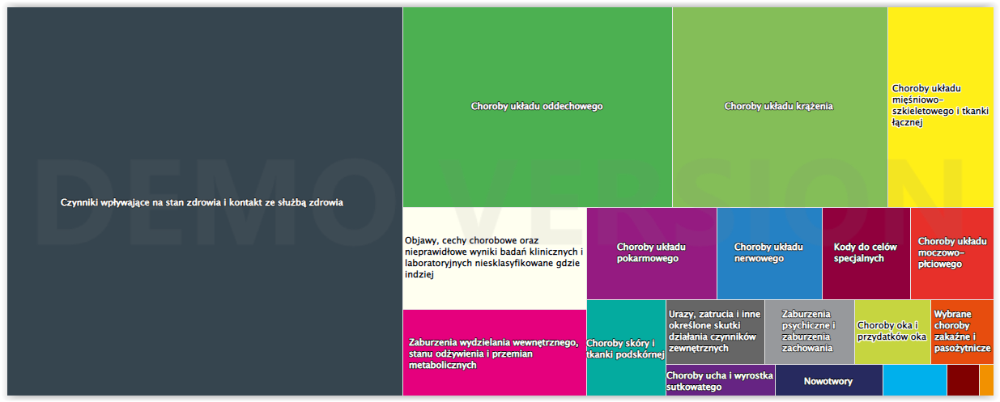 Choroby układu oddechowego
Choroby układu krążenia
Choroby układu
mięśniowo-
szkieletowego i tkanki
łącznej
DEMO VERSION
Czynniki wpływające na stan zdrowia i kontakt ze służbą zdrowia
Objawy, cechy chorobowe oraz
nieprawidłowe wyniki badań klinicznych i
laboratoryjnych niesklasyfikowane gdzie
indziej
Choroby układu
pokarmowego
Choroby układu
nerwowego
Kody do celów
specjalnych
Choroby układu
moczowo-
płciowego
Zaburzenia wydzielania wewnętrznego,
stanu odżywienia i przemian
metabolicznych
Choroby skóry i
tkanki podskórnej
Urazy, zatrucia i inne
określone skutki
działania czynników
zewnętrznych
Zaburzenia
psychiczne i
zaburzenia
zachowania
Choroby oka i
przydatków oka
Wybrane
choroby
zakaźne i
pasożytnicze
Choroby ucha i wyrostka
sutkowatego
Nowotwory